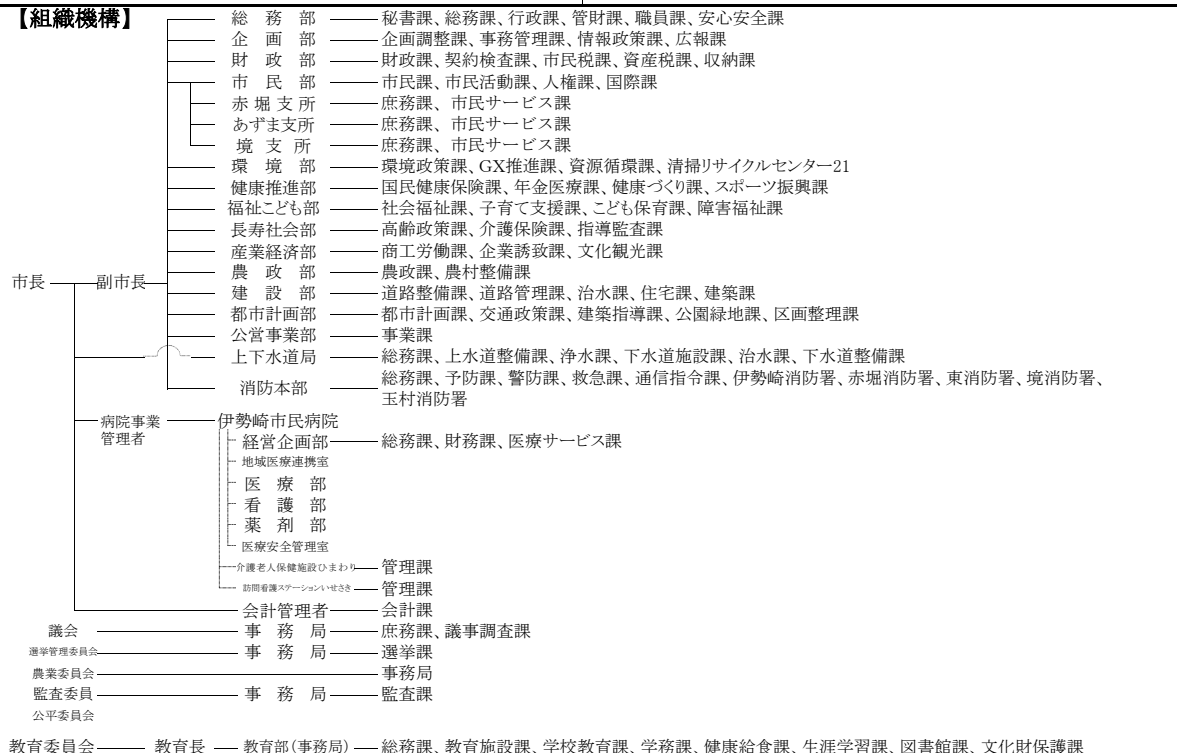 【組織機構】
総務部 秘書課、総務課、行政課、管財課、職員課、安心安全課
企画部 企画調整課、事務管理課、情報政策課、広報課
財政部 財政課、契約検査課、市民税課、資産税課、収納課
市民部 市民課、市民活動課、人権課、国際課
赤堀支所 庶務課、市民サービス課
あずま支所 庶務課、市民サービス課
境支所 庶務課、市民サービス課
環境部 環境政策課、GX推進課、資源循環課、清掃リサイクルセンター21
健康推進部 国民健康保険課、年金医療課、健康づくり課、スポーツ振興課
福祉こども部 社会福祉課、子育て支援課、こども保育課、障害福祉課
長寿社会部 高齢政策課、介護保険課、指導監査課
産業経済部 商工労働課、企業誘致課、文化観光課
農政部 農政課、農村整備課
市長 副市長
建設部 道路整備課、道路管理課、治水課、住宅課、建築課
都市計画部 都市計画課、交通政策課、建築指導課、公園緑地課、区画整理課
公営事業部 事業課
上下水道局 総務課、上水道整備課、浄水課、下水道施設課、治水課、下水道整備課
消防本部 総務課、予防課、警防課、救急課、通信指令課、伊勢崎消防署、赤堀消防署、東消防署、境消防署、
玉村消防署
病院事業
管理者
伊勢崎市民病院
経営企画部 総務課、財務課、医療サービス課
地域医療連携室
医療部
看護部
薬剤部
医療安全管理室
介護老人保健施設ひまわり 管理課
訪問看護ステーションいせさき 管理課
会計管理者 会計課
議会 事務局 庶務課、議事調査課
選挙管理委員会 事務局 選挙課
農業委員会 事務局
監査委員 事務局 監査課
公平委員会
教育委員会 教育長 教育部(事務局) 総務課、教育施設課、学校教育課、学務課、健康給食課、生涯学習課、図書館課、文化財保護課